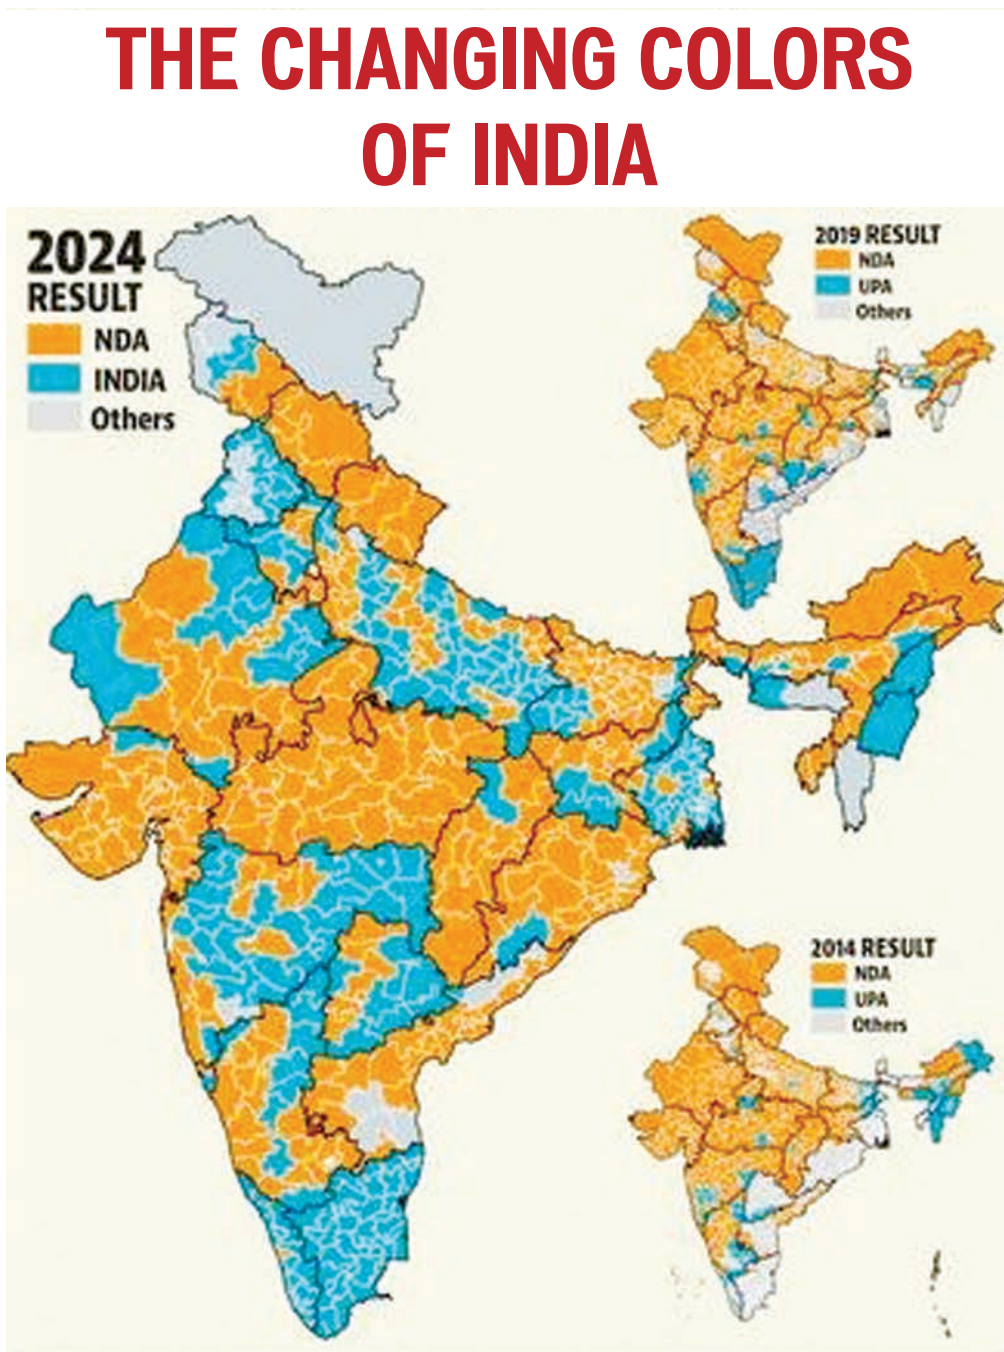 THE CHANGING COLORS
OF INDIA
2024
RESULT
NDA
INDIA
Others
2019 RESULT
NDA
UPA
Others
2014 RESULT
NDA
UPA
Others